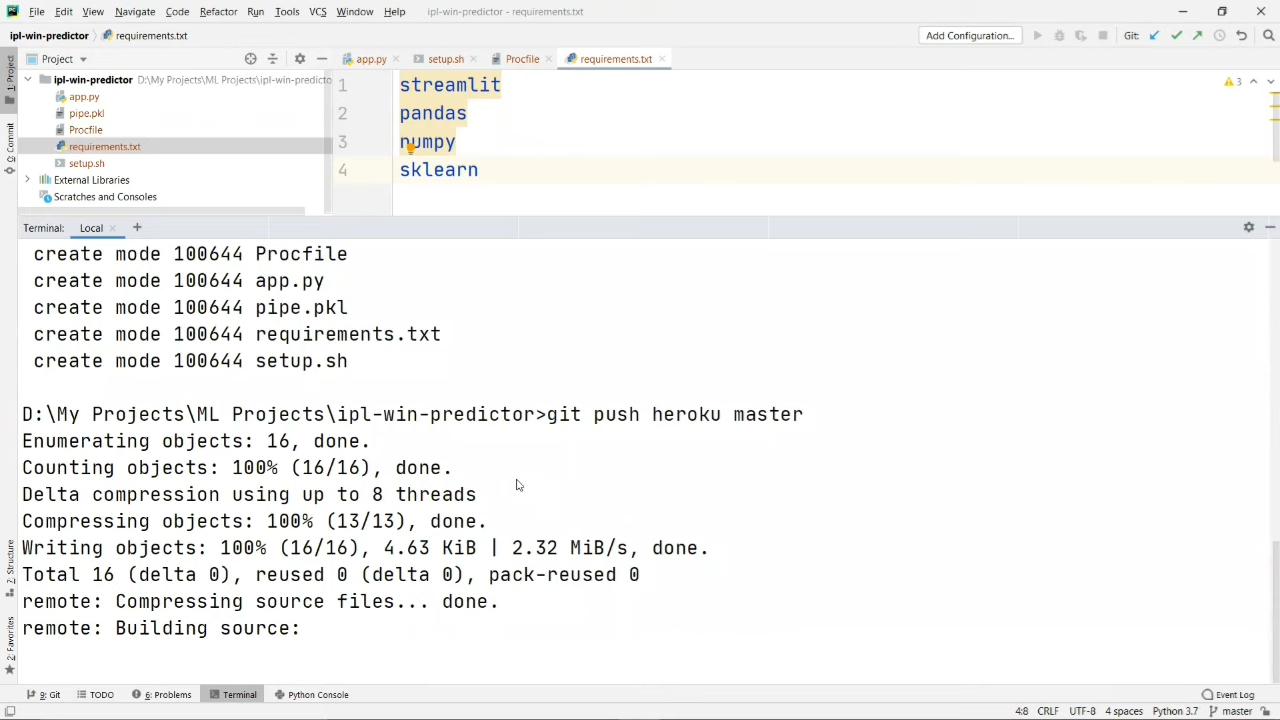 File Edit View Navigate Code Refactor Run Tools VCS Window Help ipl-win-predictor - requirements.txt
ipl-win-predictor requirements.txt Add Configuration... Git:
Project app.py setup.sh Procfile requirements.txt
1: Project
ipl-win-predictor D:\My Projects\ML Projects\ipl-win-predicto
app.py
pipe.pkl
Procfile
requirements.txt
setup.sh
External Libraries
Scratches and Consoles
0: Commit
1 streamlit
2 pandas
3 numpy
4 sklearn
3
Terminal: Local +
create mode 100644 Procfile
create mode 100644 app.py
create mode 100644 pipe.pkl
create mode 100644 requirements.txt
create mode 100644 setup.sh
D:\My Projects\ML Projects\ipl-win-predictor>git push heroku master
Enumerating objects: 16, done.
Counting objects: 100% (16/16), done.
Delta compression using up to 8 threads
Compressing objects: 100% (13/13), done.
Writing objects: 100% (16/16), 4.63 KiB | 2.32 MiB/s, done.
Total 16 (delta 0), reused 0 (delta 0), pack-reused 0
remote: Compressing source files... done.
remote: Building source:
Z: Structure
2: Favorites
9: Git TODO 6: Problems Terminal Python Console Event Log
4:8 CRLF UTF-8 4 spaces Python 3.7 master